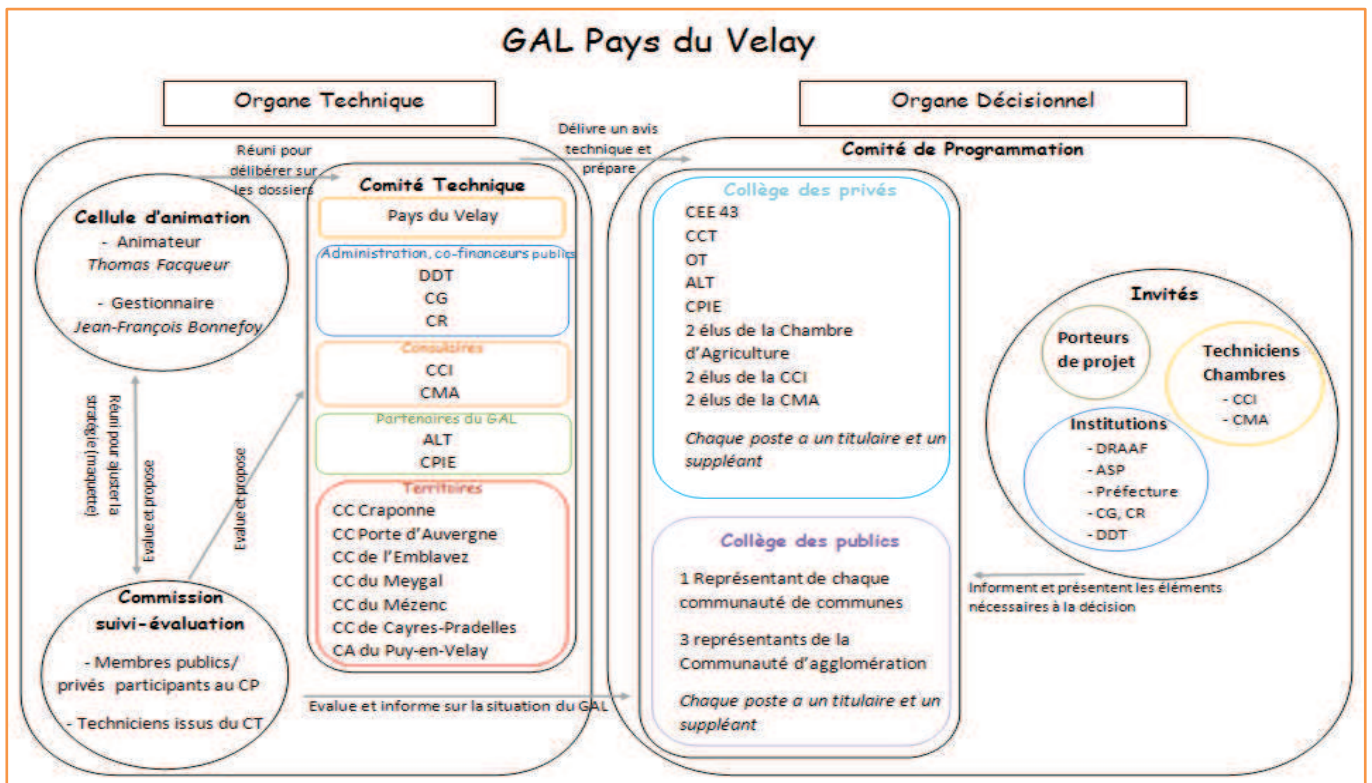 GAL Pays du Velay
Organe Technique
Organe Décisionnel
Réuni pour
délibérer sur
les dossiers
Délivre un avis
technique et
prépare
Cellule d'animation
- Animateur
Thomas Facqueur
- Gestionnaire
Jean-François Bonnefoy
Réuni pour ajuster la
stratégie (maquette)
Evalue et propose
Evalue et propose
Commission
suivi-évaluation
- Membres publics/
privés participants au CP
- Techniciens issus du CT
Comité Technique
Pays du Velay
Administration, co-financeurs publics
DDT
CG
CR
Consulaires
CCI
CMA
Partenaires du GAL
ALT
CPIE
Territoires
CC Craponne
CC Porte d'Auvergne
CC de l'Emblavez
CC du Meygal
CC du Mézenc
CC de Cayres-Pradelles
CA du Puy-en-Velay
Evalue et informe sur la situation du GAL
Comité de Programmation
Collège des privés
CEE 43
CCT
OT
ALT
CPIE
2 élus de la Chambre
d'Agriculture
2 élus de la CCI
2 élus de la CMA
Chaque poste a un titulaire et un
suppléant
Collège des publics
1 Représentant de chaque
communauté de communes
3 représentants de la
Communauté d'agglomération
Chaque poste a un titulaire et un
suppléant
Invités
Porteurs
de projet
Techniciens
Chambres
- CCI
- CMA
Institutions
- DRAAF
- ASP
- Préfecture
- CG, CR
- DDT
Informent et présentent les éléments
nécessaires à la décision